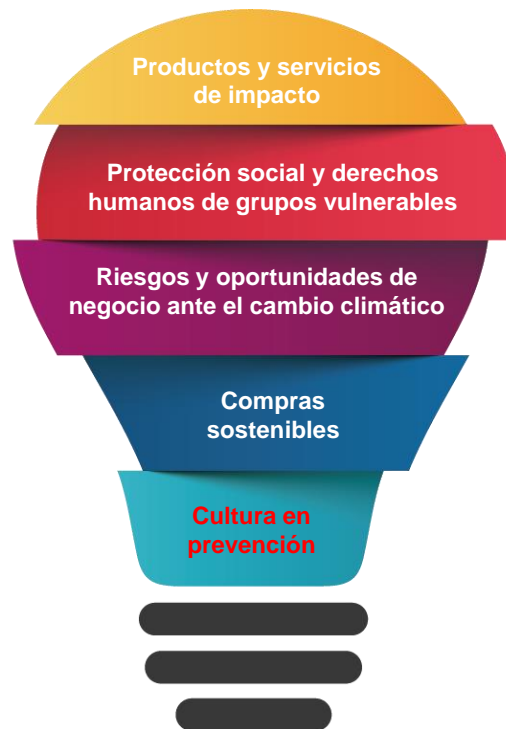 Productos y servicios
de impacto
Protección social y derechos
humanos de grupos vulnerables
Riesgos y oportunidades de
negocio ante el cambio climático
Compras
sostenibles
Cultura en
prevención